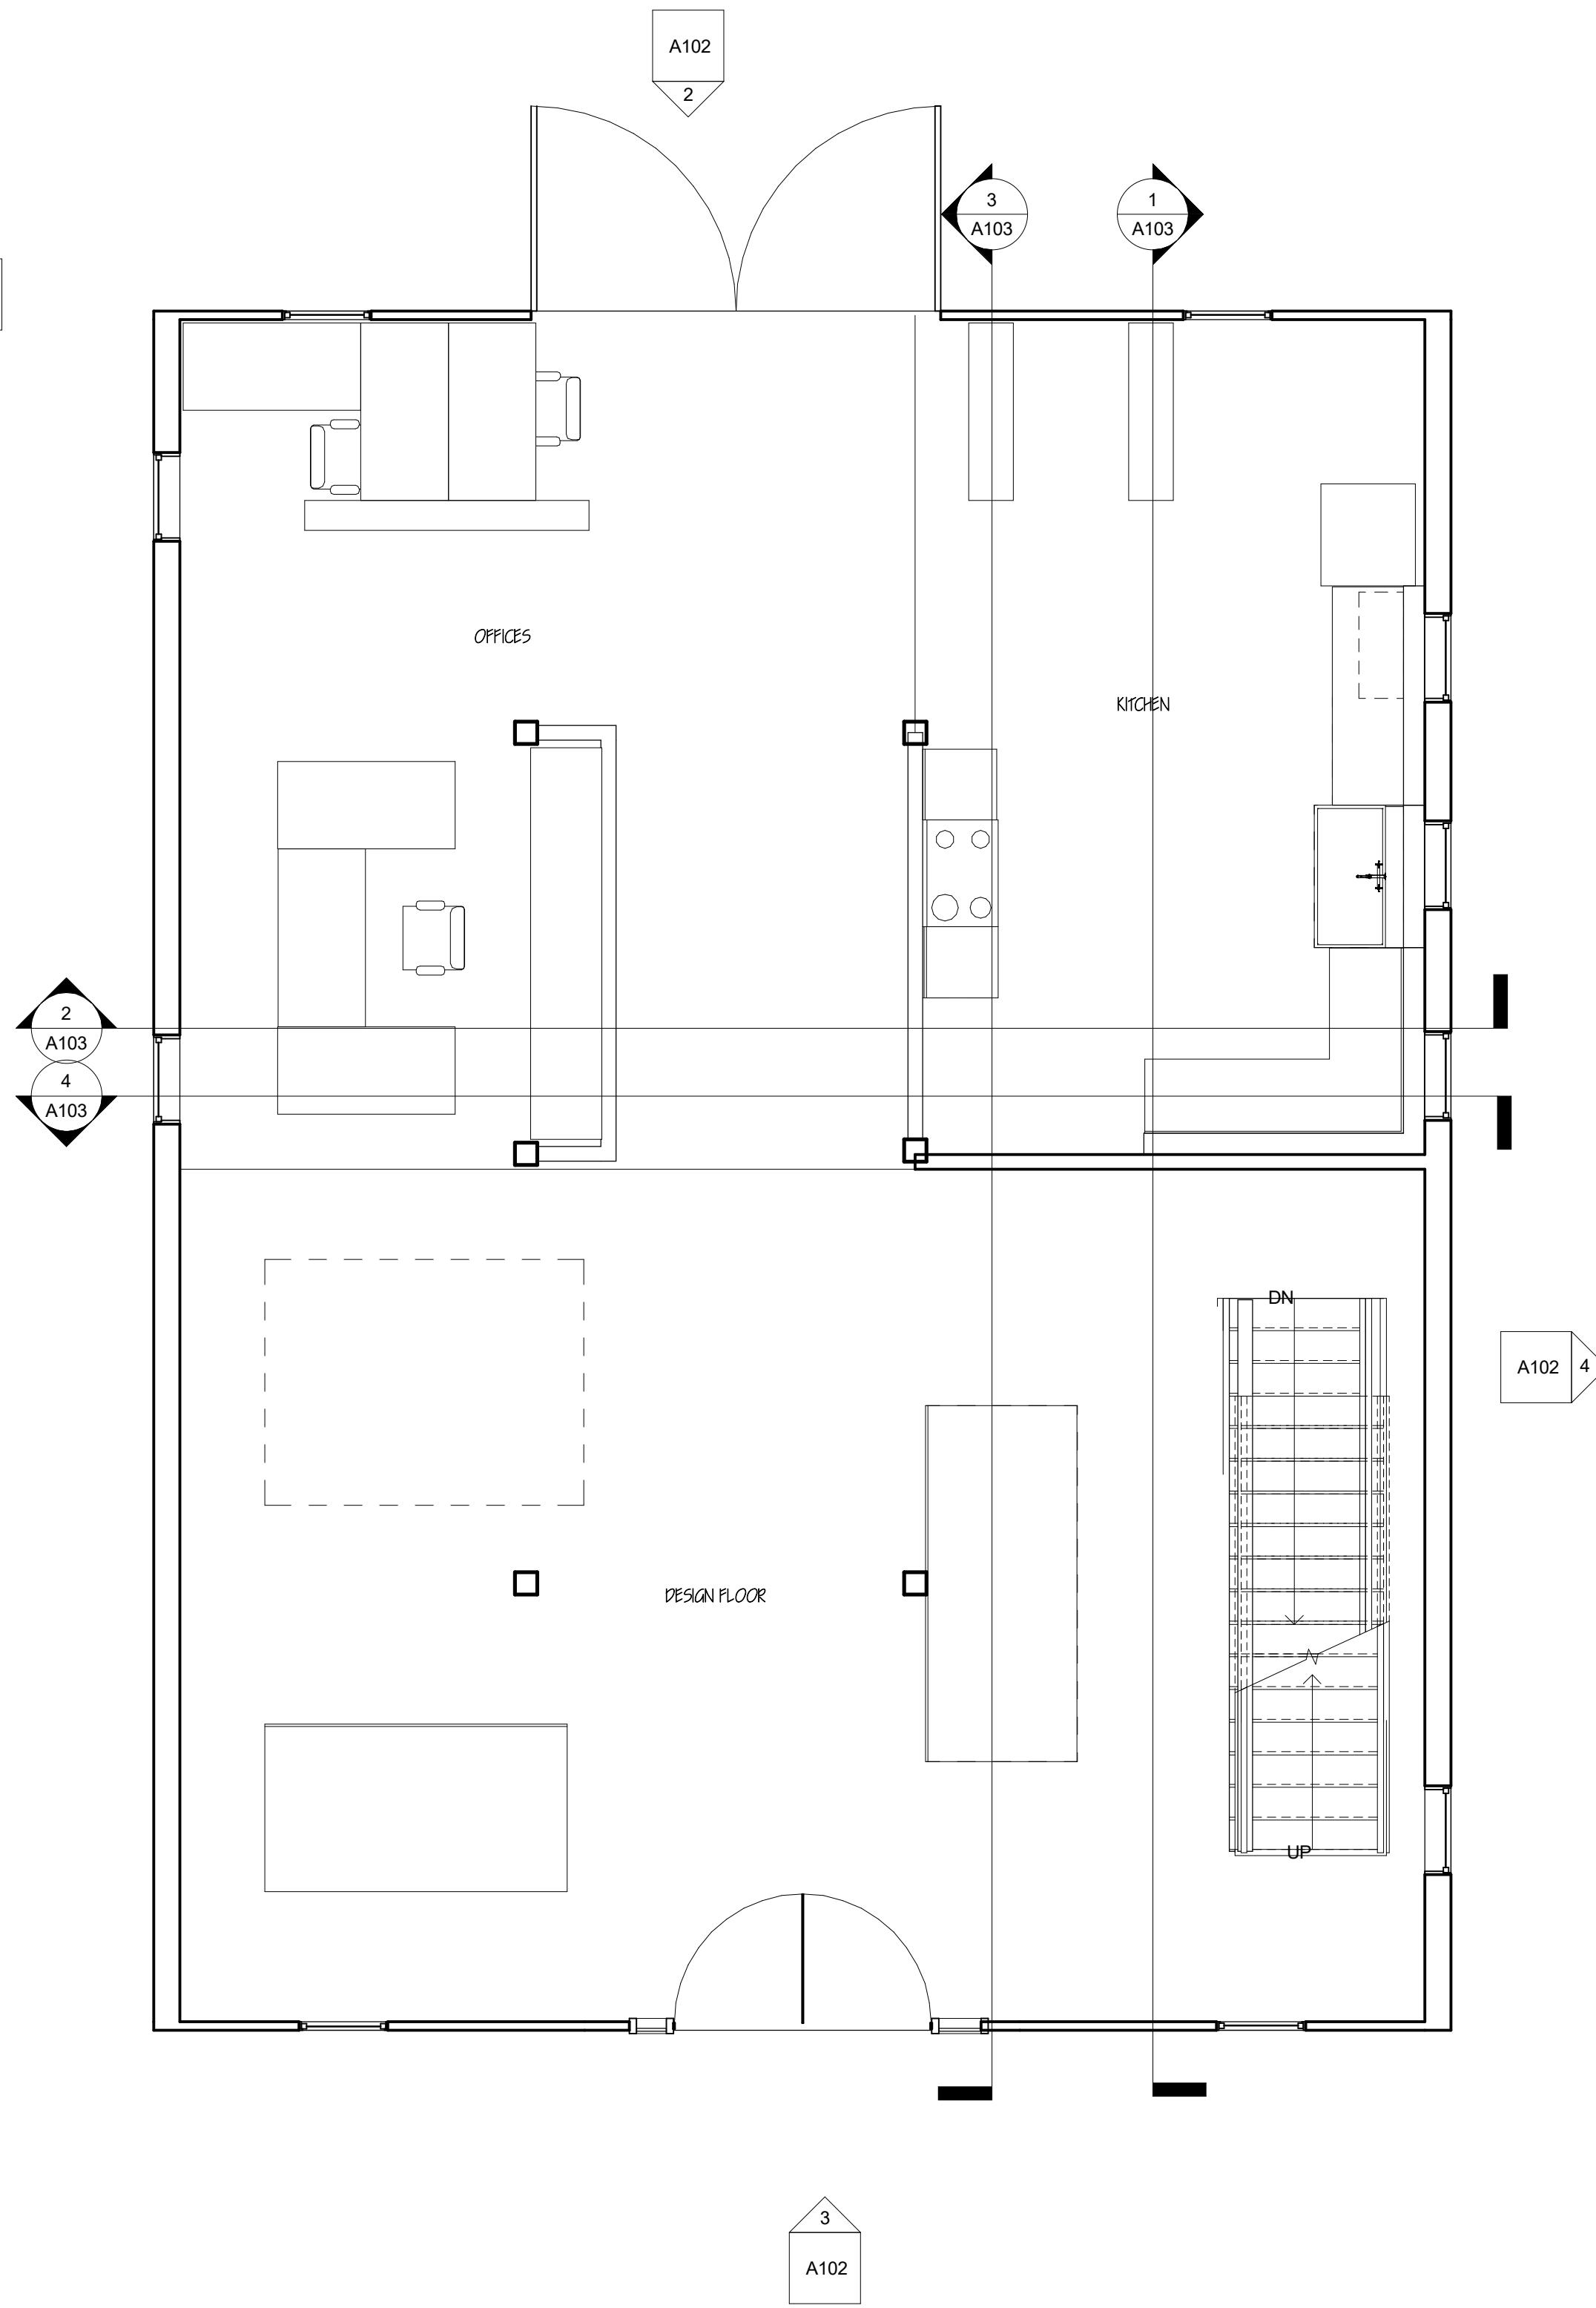 A102
2
3
A103
1
A103
OFFICES
KITCHEN
2
A103
4
A103
DN
A102
4
DESIGN FLOOR
UP
3
A102